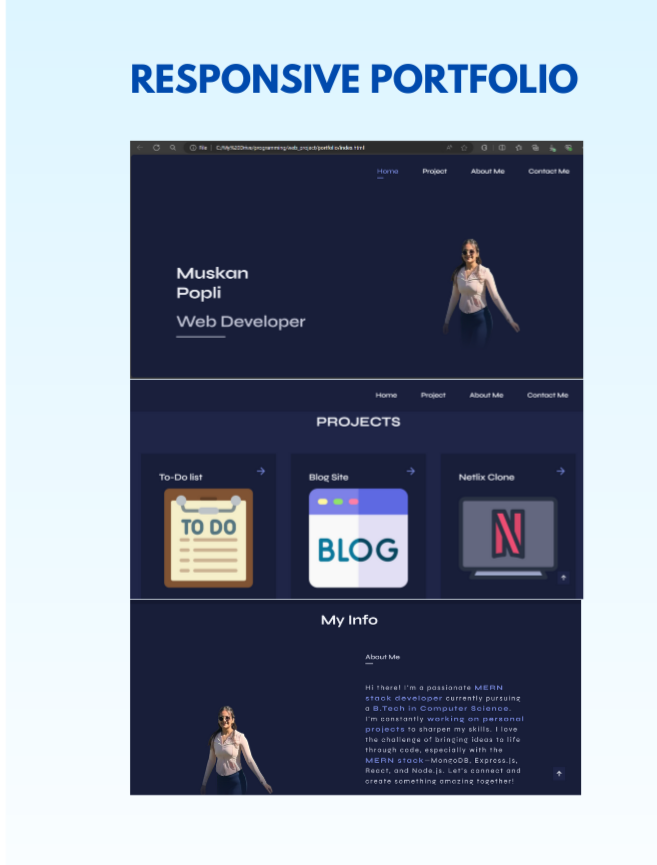 RESPONSIVE PORTFOLIO
File | C:/My%20Drive/programming/web_project/portfolio/index.html
Home Project About Me Contact Me
Muskan
Popli
Web Developer
Home Project About Me Contact Me
PROJECTS
To-Do list Blog Site Netlix Clone
TO DO BLOG N
My Info
About Me
Hi there! I'm a passionate MERN
stack developer currently pursuing
a B.Tech in Computer Science.
I'm constantly working on personal
projects to sharpen my skills. I love
the challenge of bringing ideas to life
through code, especially with the
MERN stack—MongoDB, Express.js,
React, and Node.js. Let's connect and
create something amazing together!